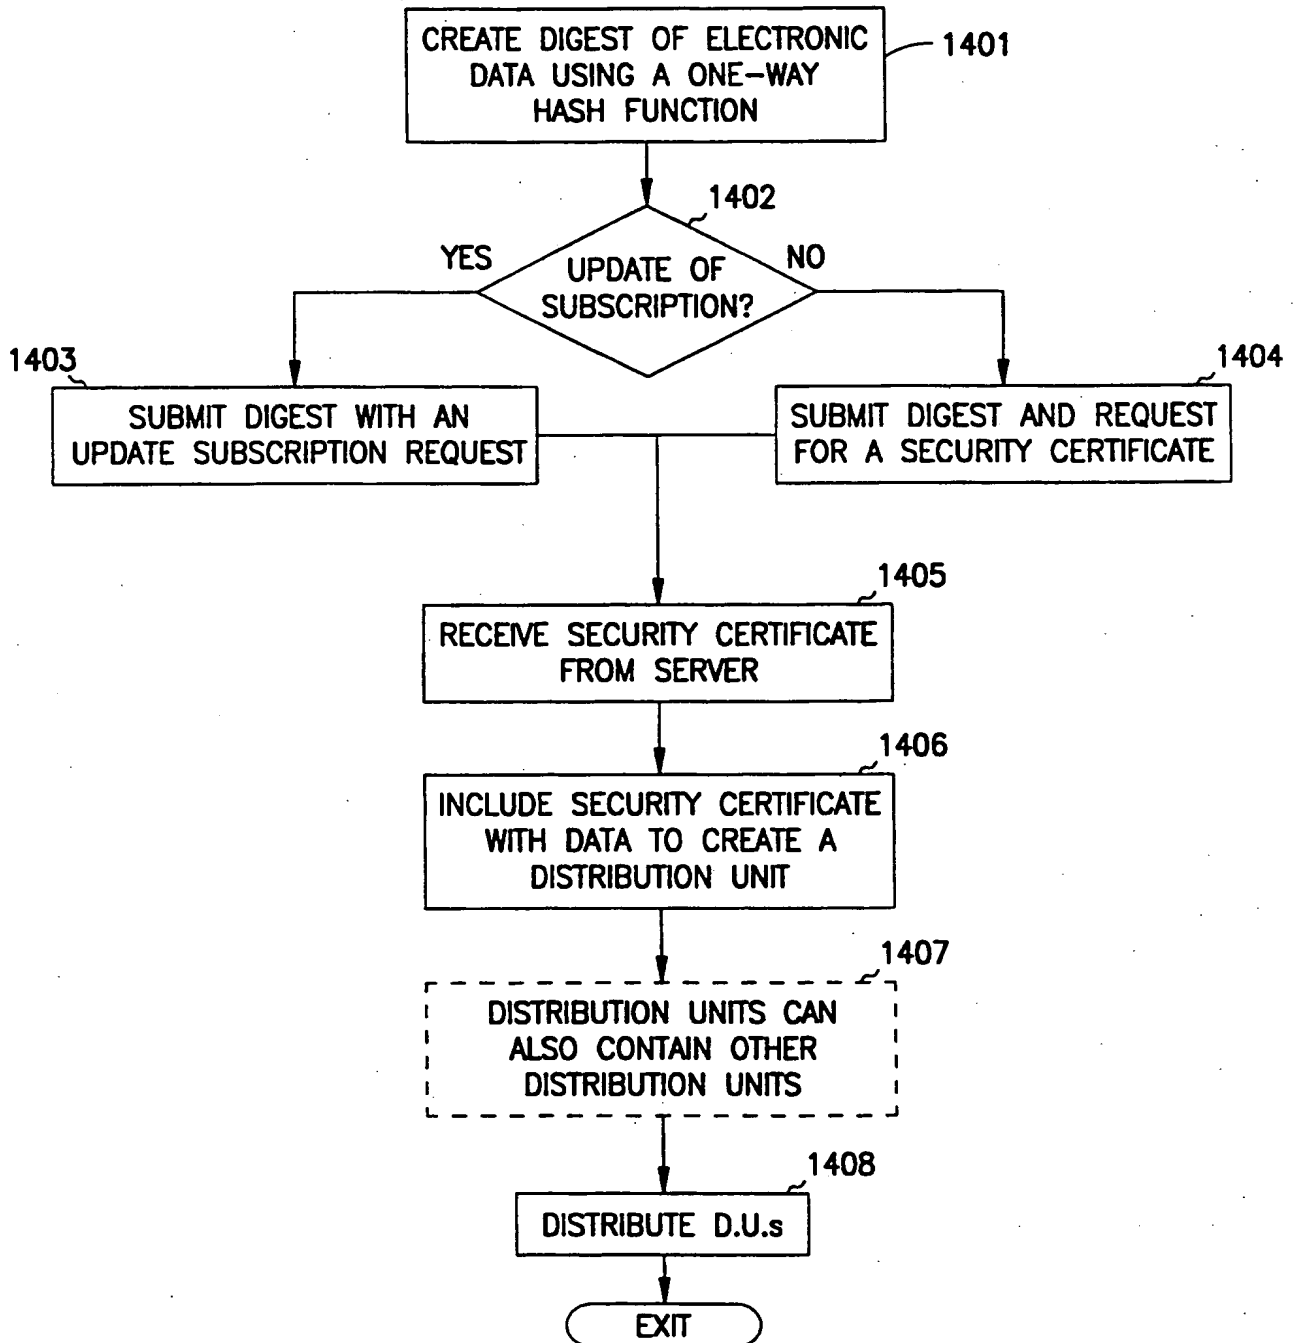 CREATE DIGEST OF ELECTRONIC
DATA USING A ONE-WAY
HASH FUNCTION
1401
1402
YES
UPDATE OF
SUBSCRIPTION?
NO
1403
SUBMIT DIGEST WITH AN
UPDATE SUBSCRIPTION REQUEST
1404
SUBMIT DIGEST AND REQUEST
FOR A SECURITY CERTIFICATE
1405
RECEIVE SECURITY CERTIFICATE
FROM SERVER
1406
INCLUDE SECURITY CERTIFICATE
WITH DATA TO CREATE A
DISTRIBUTION UNIT
1407
DISTRIBUTION UNITS CAN
ALSO CONTAIN OTHER
DISTRIBUTION UNITS
1408
DISTRIBUTE D.U.s
EXIT